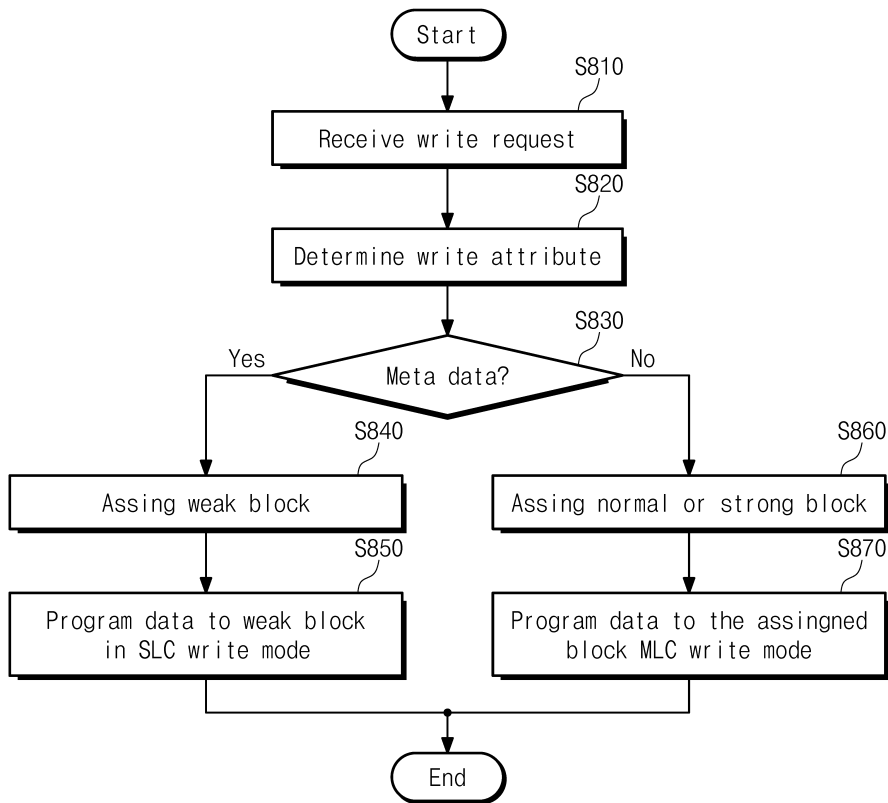 Start
S810
Receive write request
S820
Determine write attribute
S830
Yes
Meta data?
No
S840
Assing weak block
S860
Assing normal or strong block
S850
Program data to weak block
in SLC write mode
S870
Program data to the assingned
block MLC write mode
End